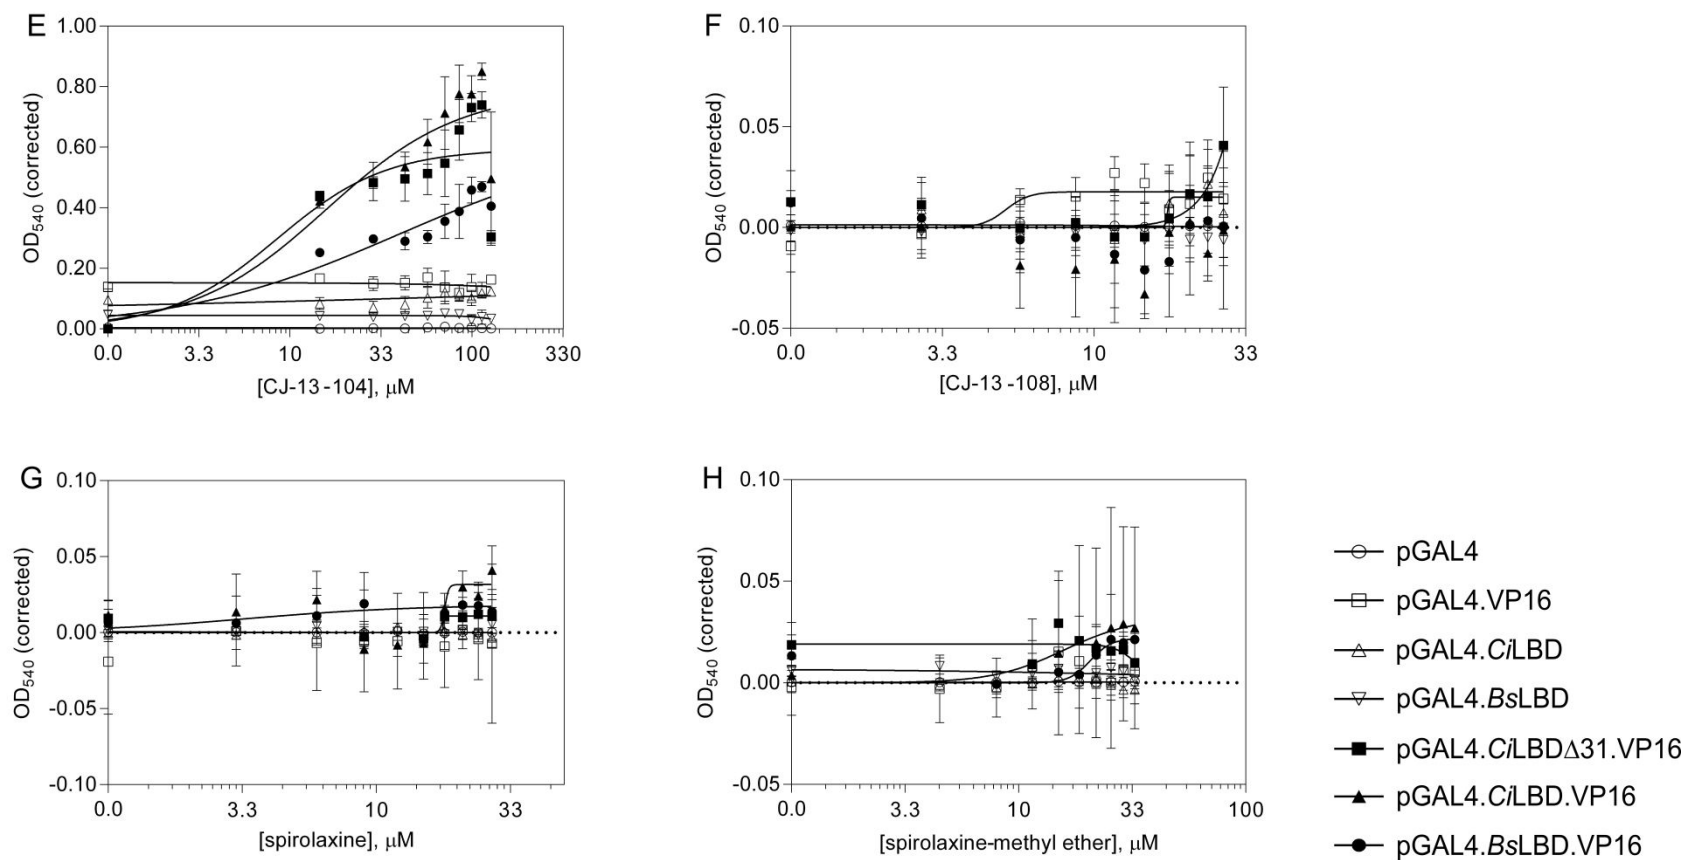 E
1.00
0.80
0.60
0.40
0.20
0.00
OD540 (corrected)
0.0 3.3 10 33 100 330
[CJ-13 -104], μM
F
0.10
0.05
0.00
-0.05
OD540 (corrected)
0.0 3.3 10 33
[CJ-13 -108], μM
G
0.10
0.05
0.00
-0.05
-0.10
OD540 (corrected)
0.0 3.3 10 33
[spirolaxine], μM
H
0.10
0.05
0.00
-0.05
OD540 (corrected)
0.0 3.3 10 33 100
[spirolaxine-methyl ether], μM
pGAL4
pGAL4.VP16
pGAL4.CiLBD
pGAL4.BsLBD
pGAL4.CiLBDΔ31.VP16
pGAL4.CiLBD.VP16
pGAL4.BsLBD.VP16